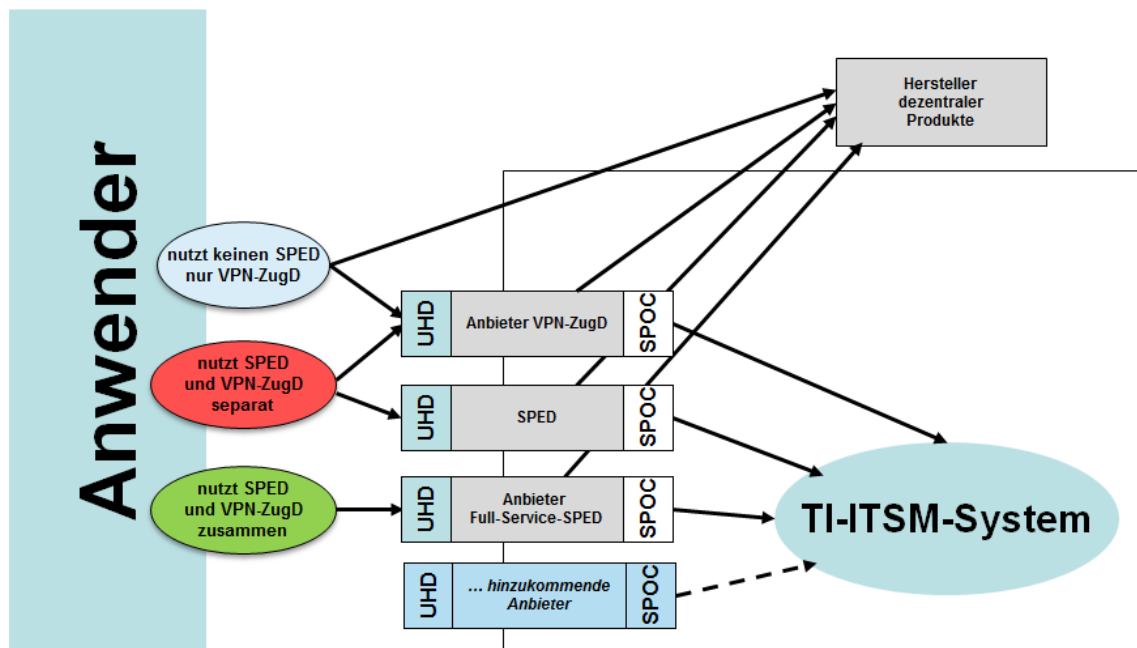 Anwender
Hersteller
dezentraler
Produkte
nutzt keinen SPED
nur VPN-ZugD
UHD
Anbieter VPN-ZugD
SPOC
nutzt SPED
und VPN-ZugD
separat
UHD
SPED
SPOC
nutzt SPED
und VPN-ZugD
zusammen
UHD
Anbieter
Full-Service-SPED
SPOC
TI-ITSM-System
UHD
... hinzukommende
Anbieter
SPOC